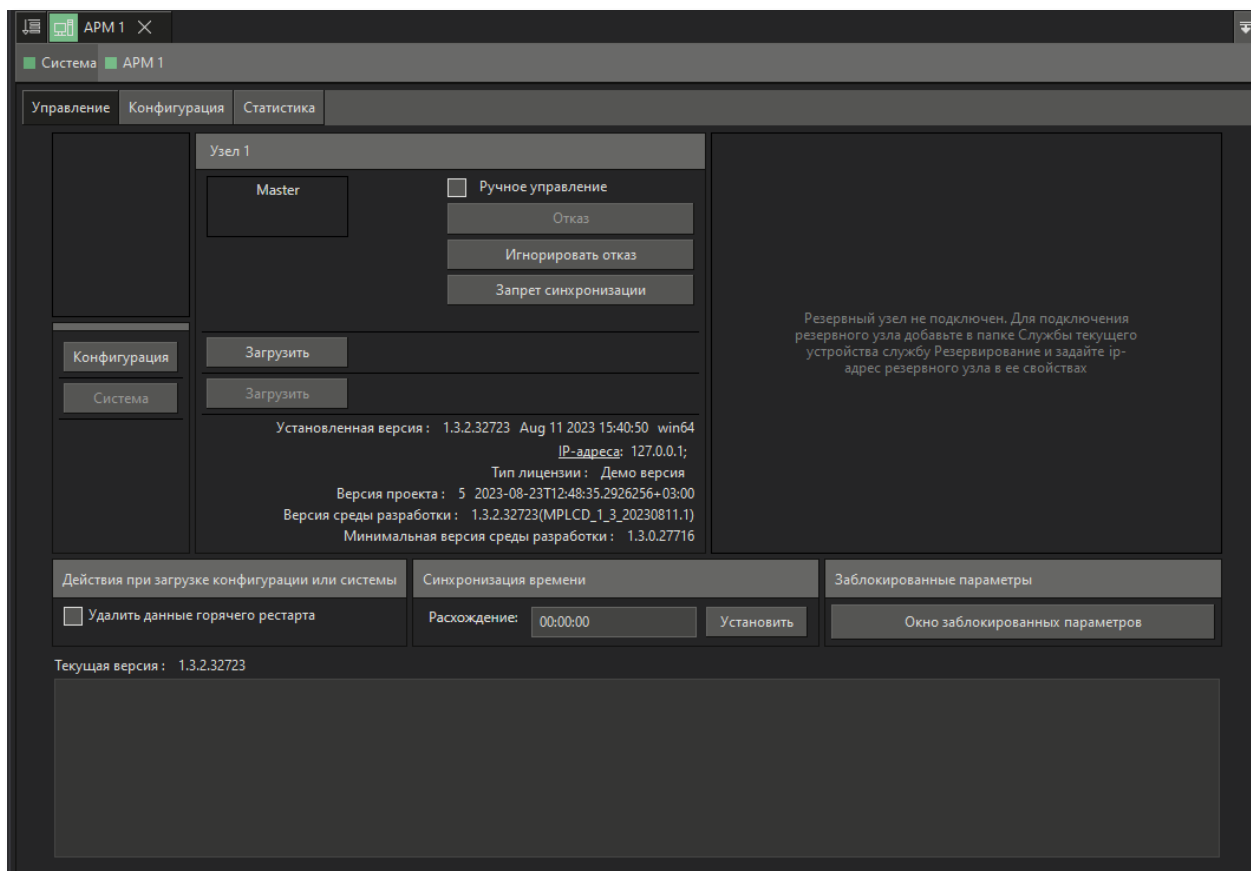 АРМ 1
Система АРМ 1
Управление Конфигурация Статистика
Узел 1
Master
Ручное управление
Отказ
Игнорировать отказ
Запрет синхронизации
Резервный узел не подключен. Для подключения
резервного узла добавьте в папке Службы текущего
устройства службу Резервирование и задайте ip-
адрес резервного узла в ее свойствах
Конфигурация Загрузить
Система Загрузить
Установленная версия : 1.3.2.32723 Aug 11 2023 15:40:50 win64
IP-адреса: 127.0.0.1;
Тип лицензии : Демо версия
Версия проекта : 5 2023-08-23T12:48:35.2926256+03:00
Версия среды разработки : 1.3.2.32723(MPLCD_1_3_20230811.1)
Минимальная версия среды разработки : 1.3.0.27716
Действия при загрузке конфигурации или системы
Удалить данные горячего рестарта
Синхронизация времени
Расхождение: 00:00:00 Установить
Заблокированные параметры
Окно заблокированных параметров
Текущая версия : 1.3.2.32723